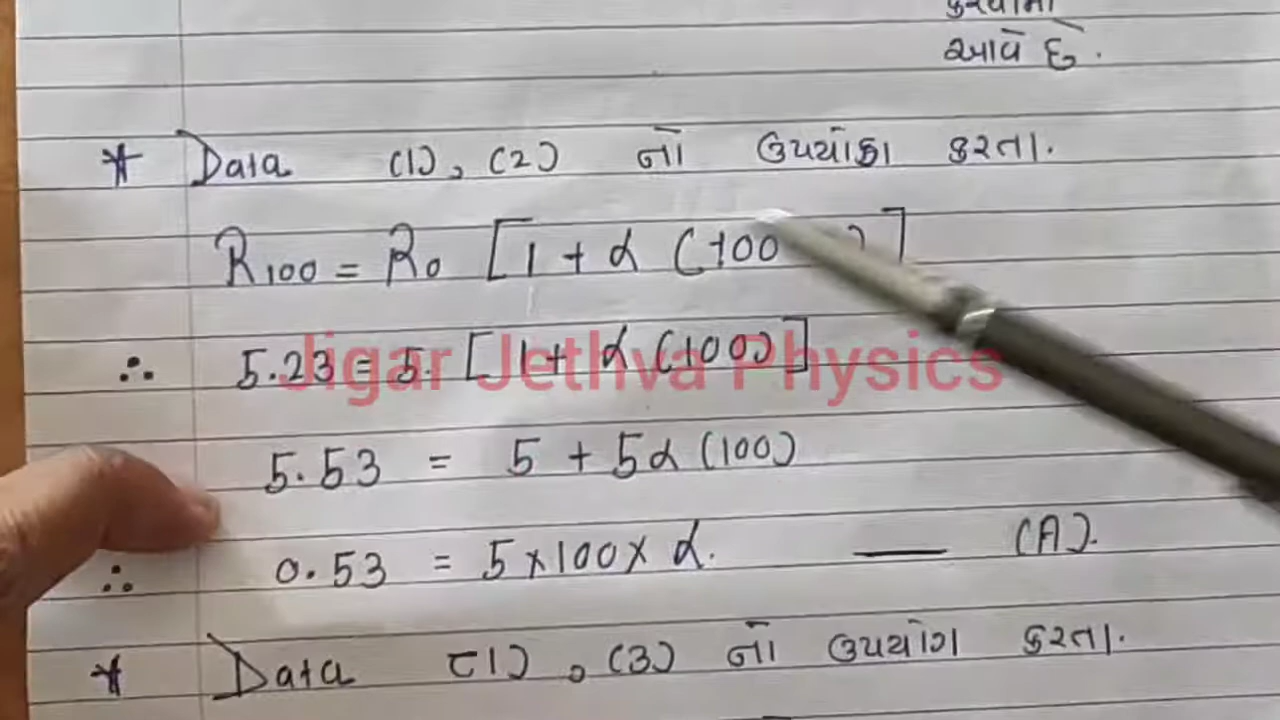 કરવામાં
આવે છે.
* Data (1), (2) નો ઉપયોગ કરતા.
R100 = R0 [1 + α (100 )]
∴ 5.23 = 5. [1 + α (100)]
Jigar Jethva Physics
5.53 = 5 + 5α (100)
∴ 0.53 = 5×100× α. — (A).
* Data (1), (3) નો ઉપયોગ કરતા.